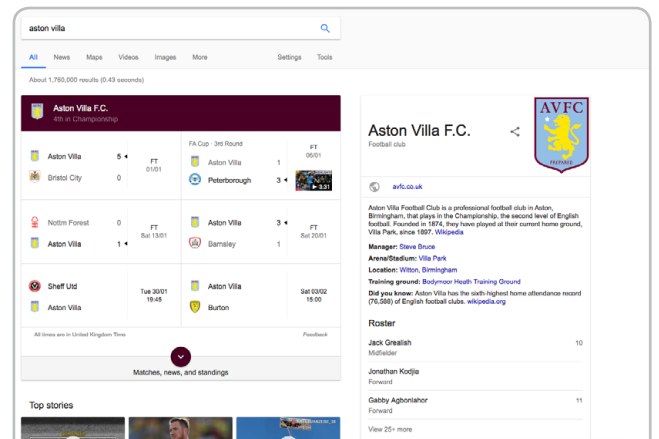 aston villa
All News Maps Videos Images More Settings Tools
About 1,760,000 results (0.43 seconds)
Aston Villa F.C.
4th in Championship
Aston Villa 5
Bristol City 0
FT
01/01
FA Cup · 3rd Round
Aston Villa 1
Peterborough 3
FT
06/01
3:31
Nottm Forest 0
Aston Villa 1
FT
Sat 13/01
Aston Villa 3
Barnsley 1
FT
Sat 20/01
Sheff Utd
Aston Villa
Tue 30/01
19:45
Aston Villa
Burton
Sat 03/02
15:00
All times are in United Kingdom Time
Feedback
Matches, news, and standings
Top stories
Aston Villa F.C.
Football club
AVFC
PREPARED
avfc.co.uk
Aston Villa Football Club is a professional football club in Aston,
Birmingham, that plays in the Championship, the second level of English
football. Founded in 1874, they have played at their current home ground,
Villa Park, since 1897. Wikipedia
Manager: Steve Bruce
Arena/Stadium: Villa Park
Location: Witton, Birmingham
Training ground: Bodymoor Heath Training Ground
Did you know: Aston Villa has the sixth-highest home attendance record
(76,588) of English football clubs. wikipedia.org
Roster
Jack Grealish 10
Midfielder
Jonathan Kodjia
Forward
Gabby Agbonlahor 11
Forward
View 25+ more